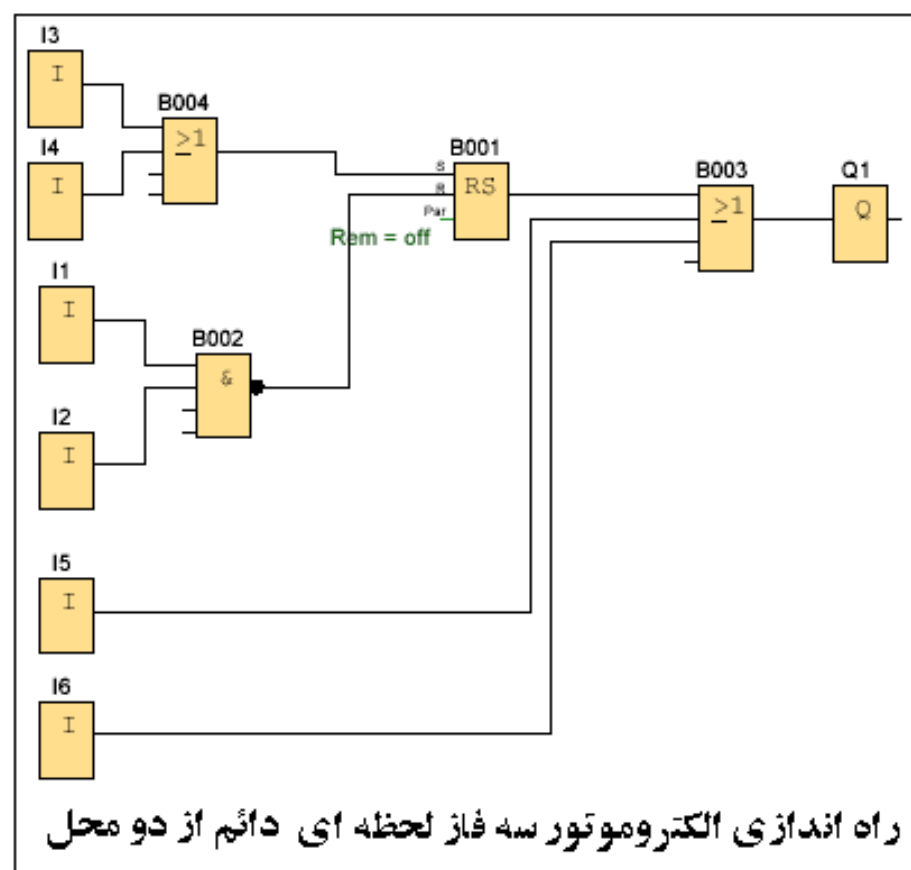 I3
I
B004
≥1
I4
I
B001
S
R
Par
RS
Rem = off
B003
≥1
Q1
Q
I1
I
B002
&
I2
I
I5
I
I6
I
راه اندازی الکتروموتور سه فاز لحظه ای دائم از دو محل